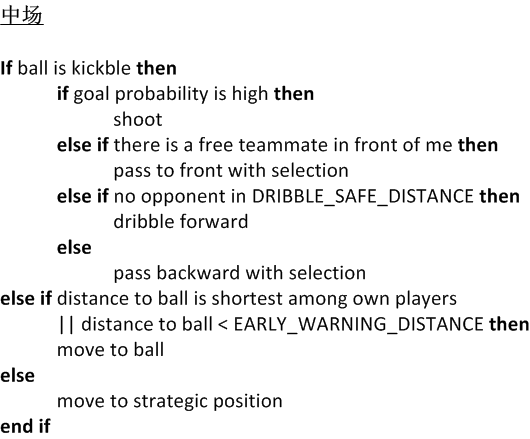 中场
If ball is kickble then
if goal probability is high then
shoot
else if there is a free teammate in front of me then
pass to front with selection
else if no opponent in DRIBBLE_SAFE_DISTANCE then
dribble forward
else
pass backward with selection
else if distance to ball is shortest among own players
|| distance to ball < EARLY_WARNING_DISTANCE then
move to ball
else
move to strategic position
end if